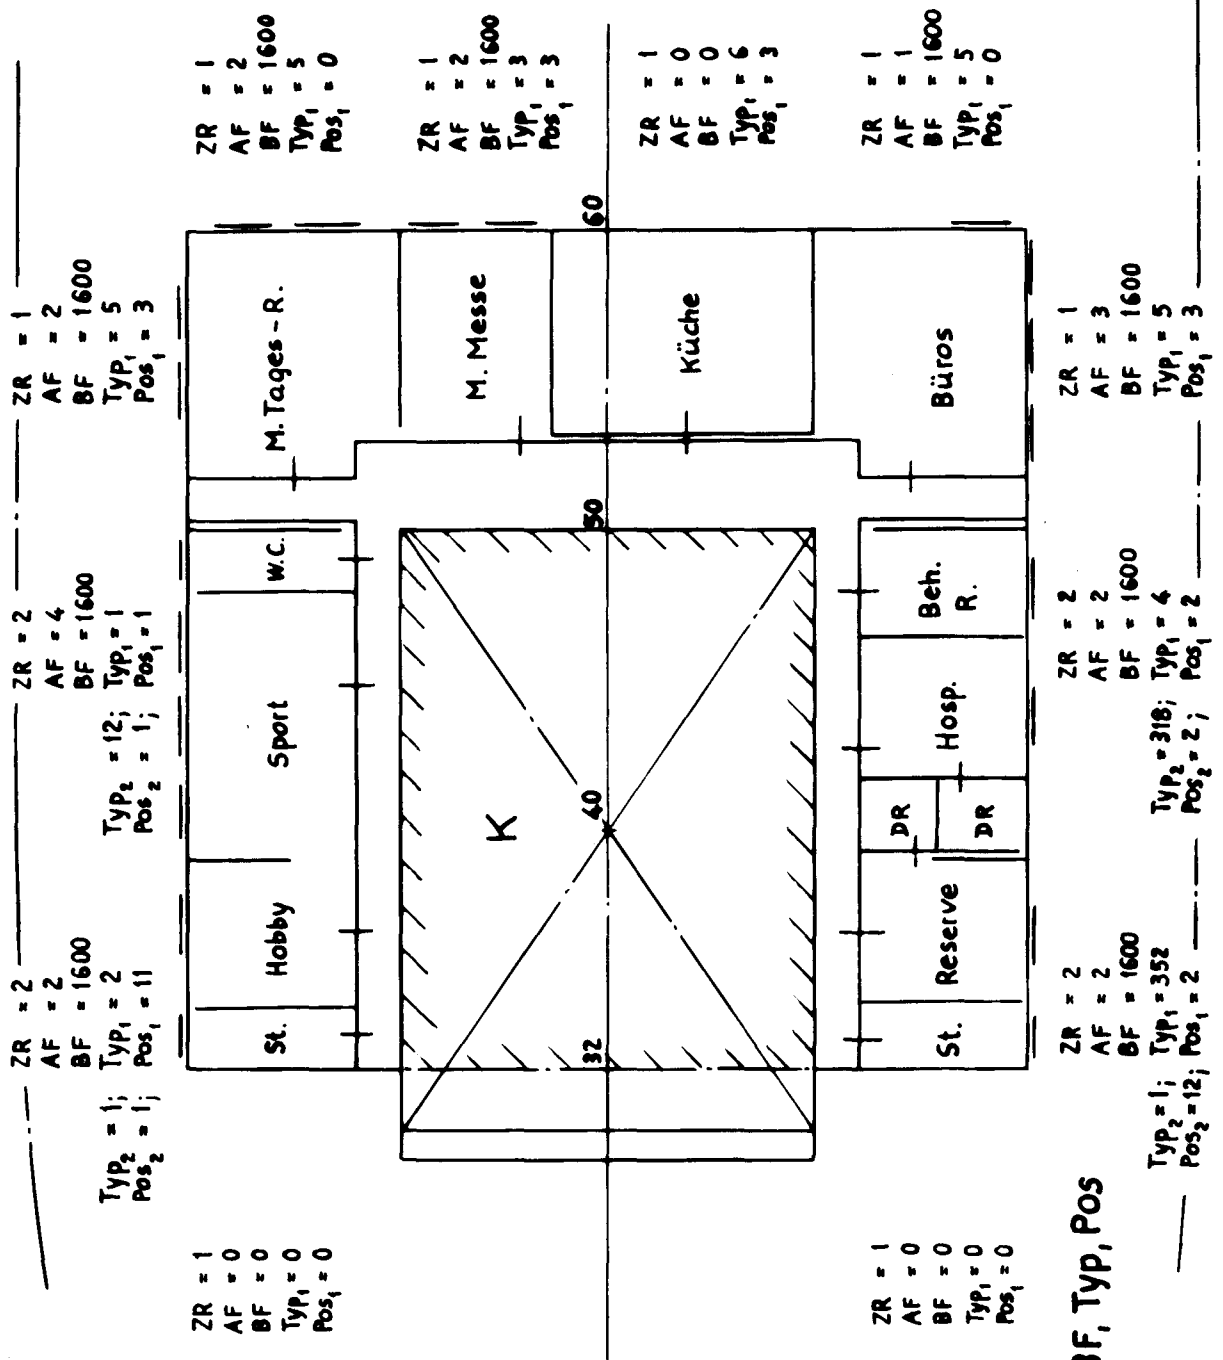 ZR = 2
AF = 2
BF = 1600
Typ₂ = 1; Typ₁ = 2
Pos₂ = 1; Pos₁ = 11
ZR = 2
AF = 4
BF = 1600
Typ₂ = 12; Typ₁ = 1
Pos₂ = 1; Pos₁ = 1
ZR = 1
AF = 2
BF = 1600
Typ₁ = 5
Pos₁ = 3
ZR = 1
AF = 0
BF = 0
Typ₁ = 0
Pos₁ = 0
St.
Hobby
Sport
W.C.
M. Tages-R.
ZR = 1
AF = 2
BF = 1600
Typ₁ = 5
Pos₁ = 0
K
M. Messe
ZR = 1
AF = 2
BF = 1600
Typ₁ = 3
Pos₁ = 3
32
40
50
60
Küche
ZR = 1
AF = 0
BF = 0
Typ₁ = 6
Pos₁ = 3
ZR = 1
AF = 0
BF = 0
Typ₁ = 0
Pos₁ = 0
St.
Reserve
DR
DR
Hosp.
Beh.
R.
Büros
ZR = 1
AF = 1
BF = 1600
Typ₁ = 5
Pos₁ = 0
BF, Typ, Pos
ZR = 2
AF = 2
BF = 1600
Typ₂ = 1; Typ₁ = 352
Pos₂ = 12; Pos₁ = 2
ZR = 2
AF = 2
BF = 1600
Typ₂ = 318; Typ₁ = 4
Pos₂ = 2; Pos₁ = 2
ZR = 1
AF = 3
BF = 1600
Typ₁ = 5
Pos₁ = 3